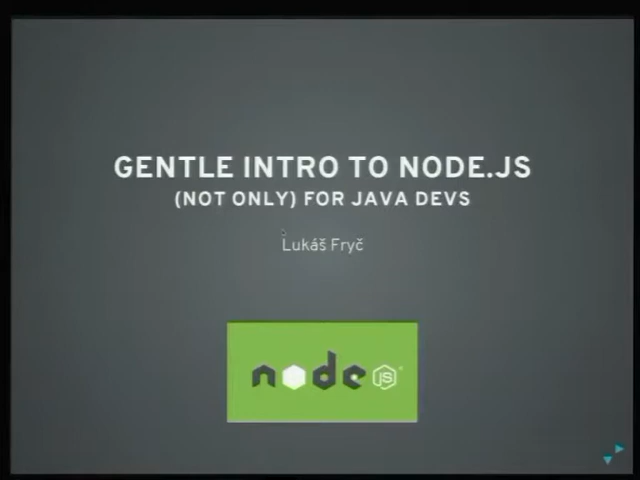 GENTLE INTRO TO NODE.JS
(NOT ONLY) FOR JAVA DEVS
Lukáš Fryč
node JS